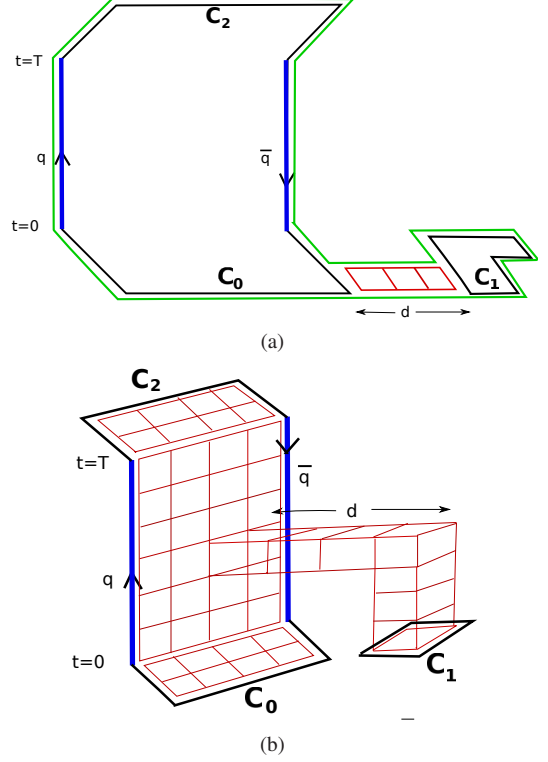 C₂
t=T
q
q̅
t=0
C₀
C₁
d
(a)
C₂
t=T
q̅
d
q
t=0
C₁
C₀
(b)